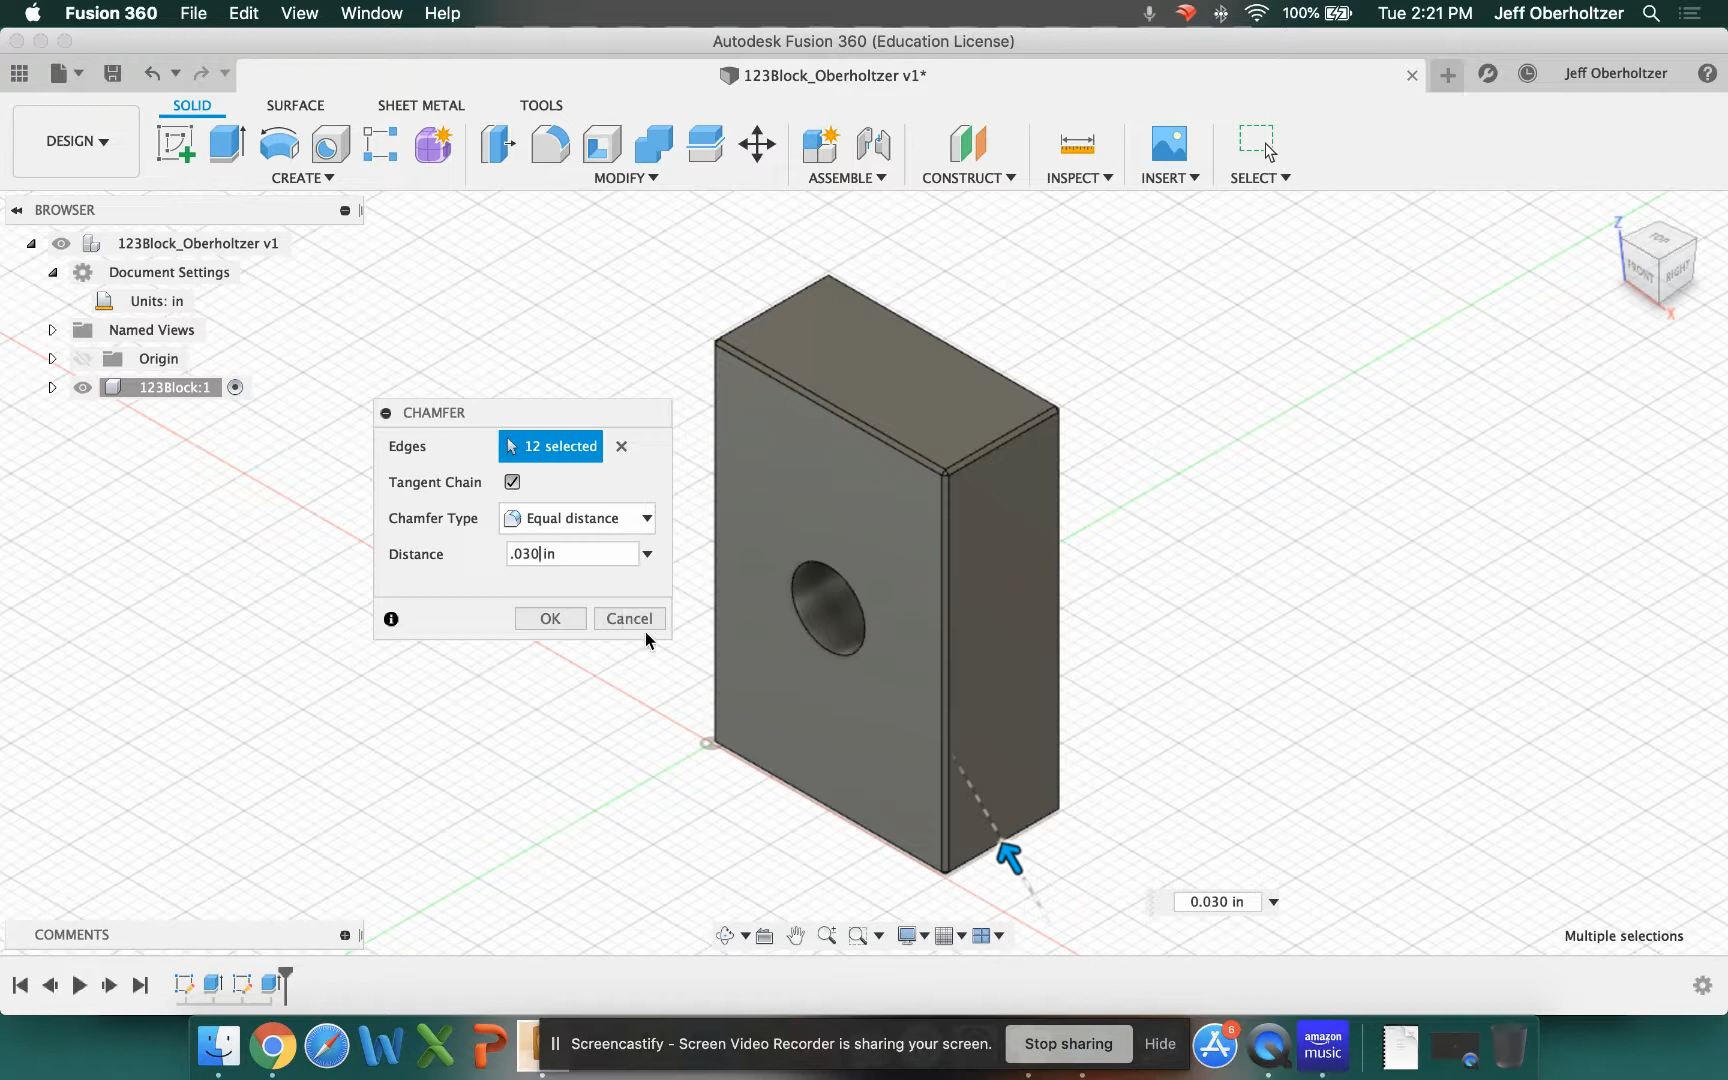 Fusion 360 File Edit View Window Help 100% Tue 2:21 PM Jeff Oberholtzer
Autodesk Fusion 360 (Education License)
123Block_Oberholtzer v1*
Jeff Oberholtzer
SOLID SURFACE SHEET METAL TOOLS
DESIGN
CREATE MODIFY ASSEMBLE CONSTRUCT INSPECT INSERT SELECT
BROWSER
123Block_Oberholtzer v1
Document Settings
Units: in
Named Views
Origin
123Block:1
Z
TOP
FRONT RIGHT
X
CHAMFER
Edges 12 selected
Tangent Chain
Chamfer Type Equal distance
Distance .030 in
OK Cancel
0.030 in
COMMENTS
Multiple selections
Screencastify - Screen Video Recorder is sharing your screen. Stop sharing Hide
6
amazon
music